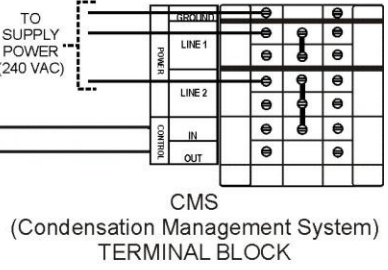 TO
SUPPLY
POWER
(240 VAC)
GROUND
POWER
LINE 1
LINE 2
CONTROL
IN
OUT
CMS
(Condensation Management System)
TERMINAL BLOCK